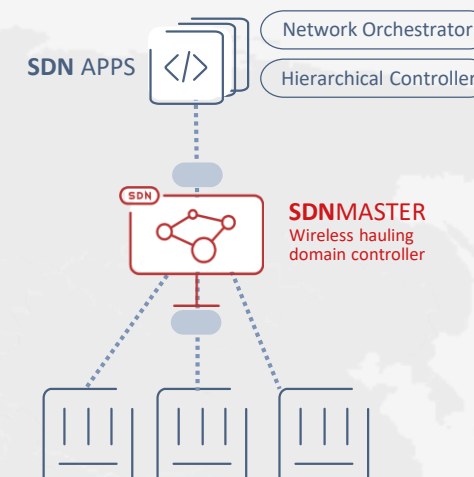 Network Orchestrator
SDN APPS
</>
Hierarchical Controller
SDN
SDNMASTER
Wireless hauling
domain controller